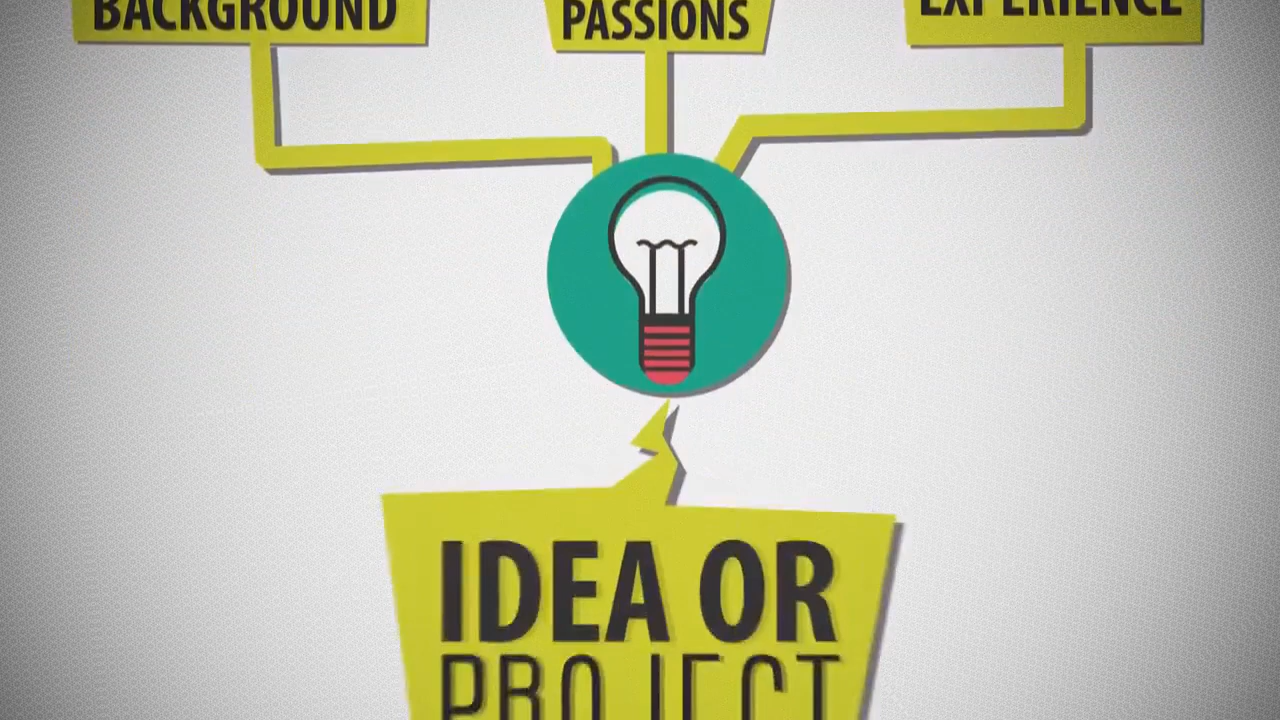 BACKGROUND
PASSIONS
EXPERIENCE
IDEA OR
PROJECT